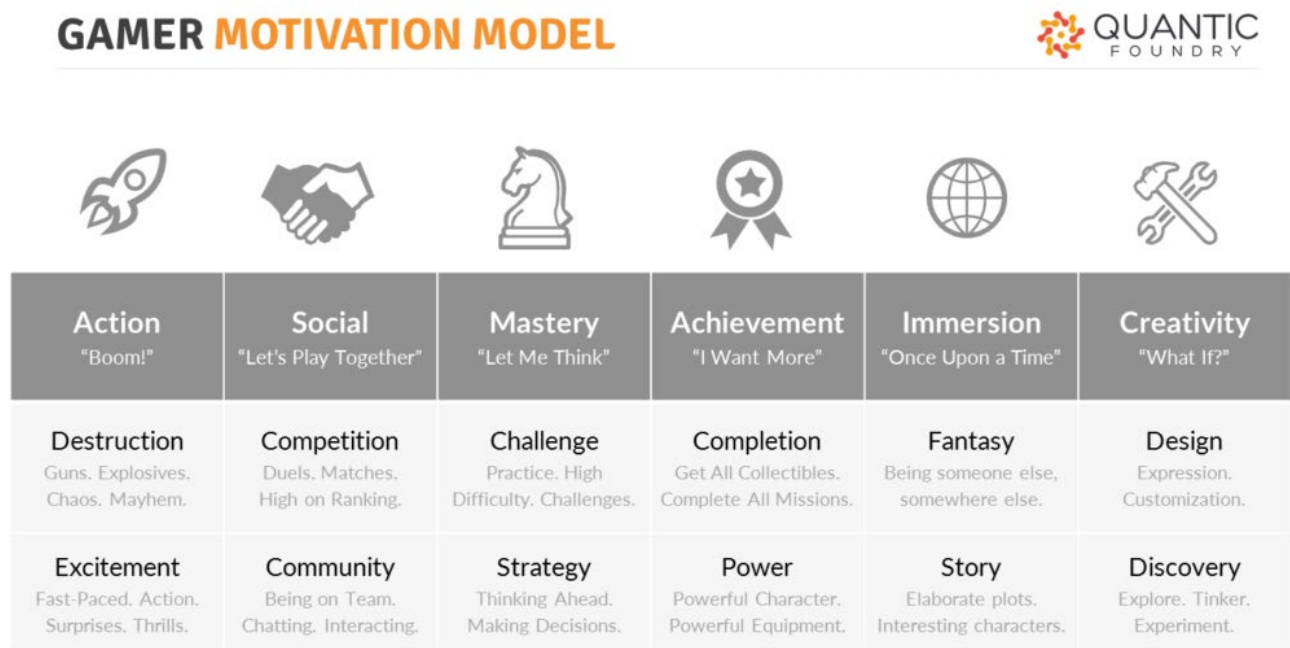 GAMER MOTIVATION MODEL
QUANTIC
FOUNDRY
Action
“Boom!”
Social
“Let’s Play Together”
Mastery
“Let Me Think”
Achievement
“I Want More”
Immersion
“Once Upon a Time”
Creativity
“What If?”
Destruction
Guns. Explosives.
Chaos. Mayhem.
Competition
Duels. Matches.
High on Ranking.
Challenge
Practice. High
Difficulty. Challenges.
Completion
Get All Collectibles.
Complete All Missions.
Fantasy
Being someone else,
somewhere else.
Design
Expression.
Customization.
Excitement
Fast-Paced. Action.
Surprises. Thrills.
Community
Being on Team.
Chatting. Interacting.
Strategy
Thinking Ahead.
Making Decisions.
Power
Powerful Character.
Powerful Equipment.
Story
Elaborate plots.
Interesting characters.
Discovery
Explore. Tinker.
Experiment.